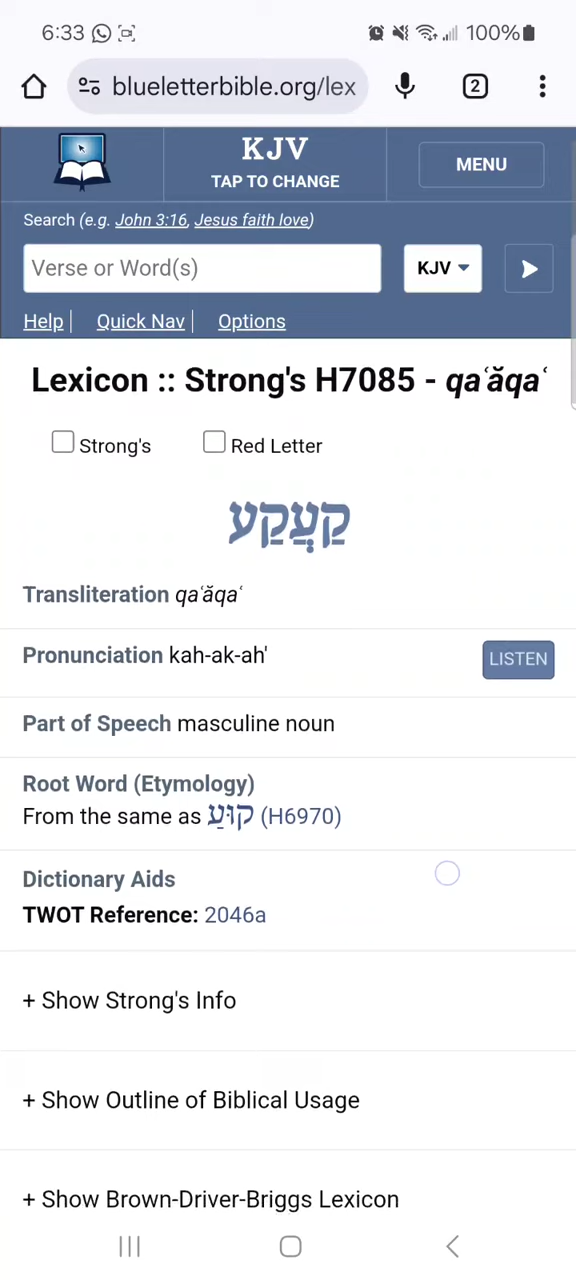 6:33 100%
blueletterbible.org/lex 2
KJV
TAP TO CHANGE
MENU
Search (e.g. John 3:16, Jesus faith love)
Verse or Word(s) KJV
Help Quick Nav Options
Lexicon :: Strong's H7085 - qaʿăqaʿ
Strong's Red Letter
קַעֲקַע
Transliteration qaʿăqaʿ
Pronunciation kah-ak-ah' LISTEN
Part of Speech masculine noun
Root Word (Etymology)
From the same as קוֹעַ (H6970)
Dictionary Aids
TWOT Reference: 2046a
+ Show Strong's Info
+ Show Outline of Biblical Usage
+ Show Brown-Driver-Briggs Lexicon